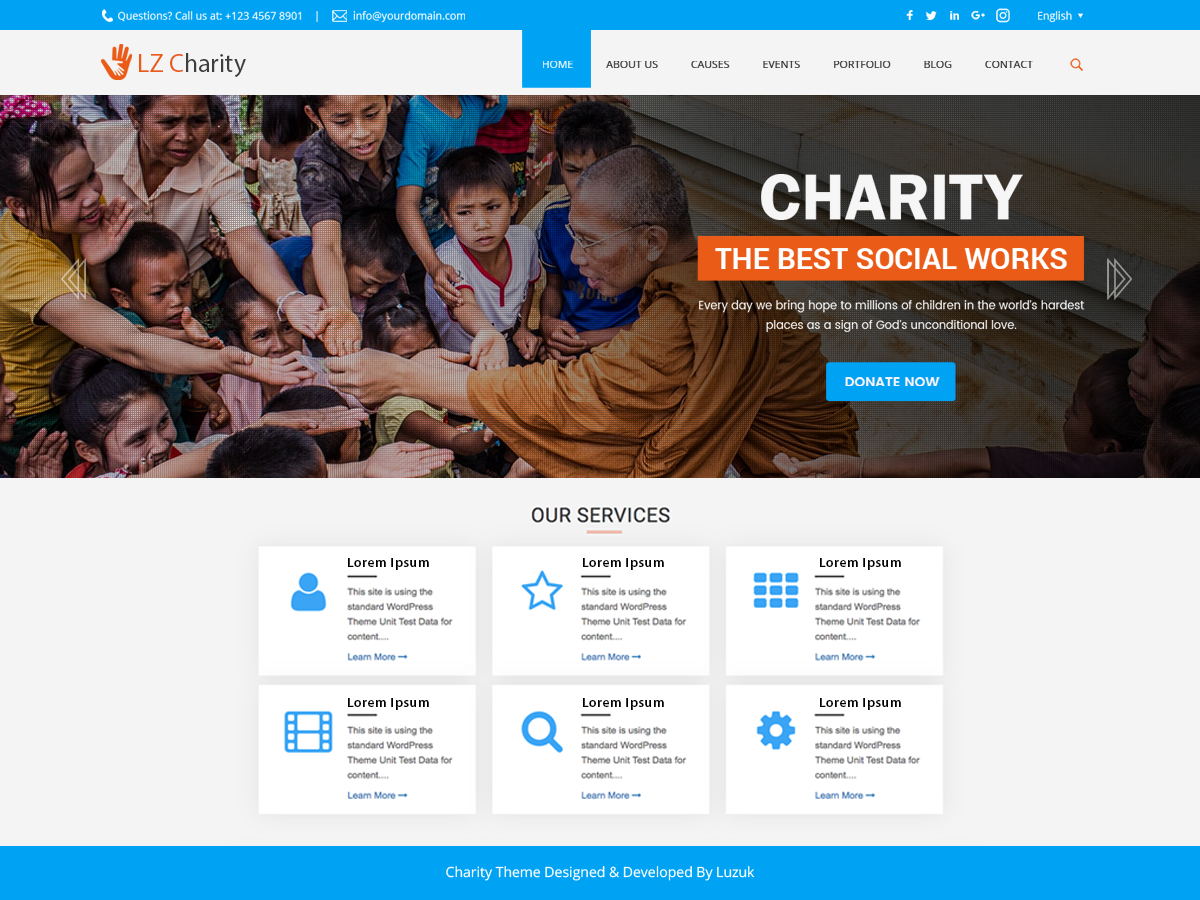 Questions? Call us at: +123 4567 8901 | info@yourdomain.com
English
LZ Charity
HOME ABOUT US CAUSES EVENTS PORTFOLIO BLOG CONTACT
CHARITY
THE BEST SOCIAL WORKS
Every day we bring hope to millions of children in the world's hardest
places as a sign of God's unconditional love.
DONATE NOW
OUR SERVICES
Lorem Ipsum
This site is using the
standard WordPress
Theme Unit Test Data for
content....
Learn More
Lorem Ipsum
This site is using the
standard WordPress
Theme Unit Test Data for
content....
Learn More
Lorem Ipsum
This site is using the
standard WordPress
Theme Unit Test Data for
content....
Learn More
Lorem Ipsum
This site is using the
standard WordPress
Theme Unit Test Data for
content....
Learn More
Lorem Ipsum
This site is using the
standard WordPress
Theme Unit Test Data for
content....
Learn More
Lorem Ipsum
This site is using the
standard WordPress
Theme Unit Test Data for
content....
Learn More
Charity Theme Designed & Developed By Luzuk